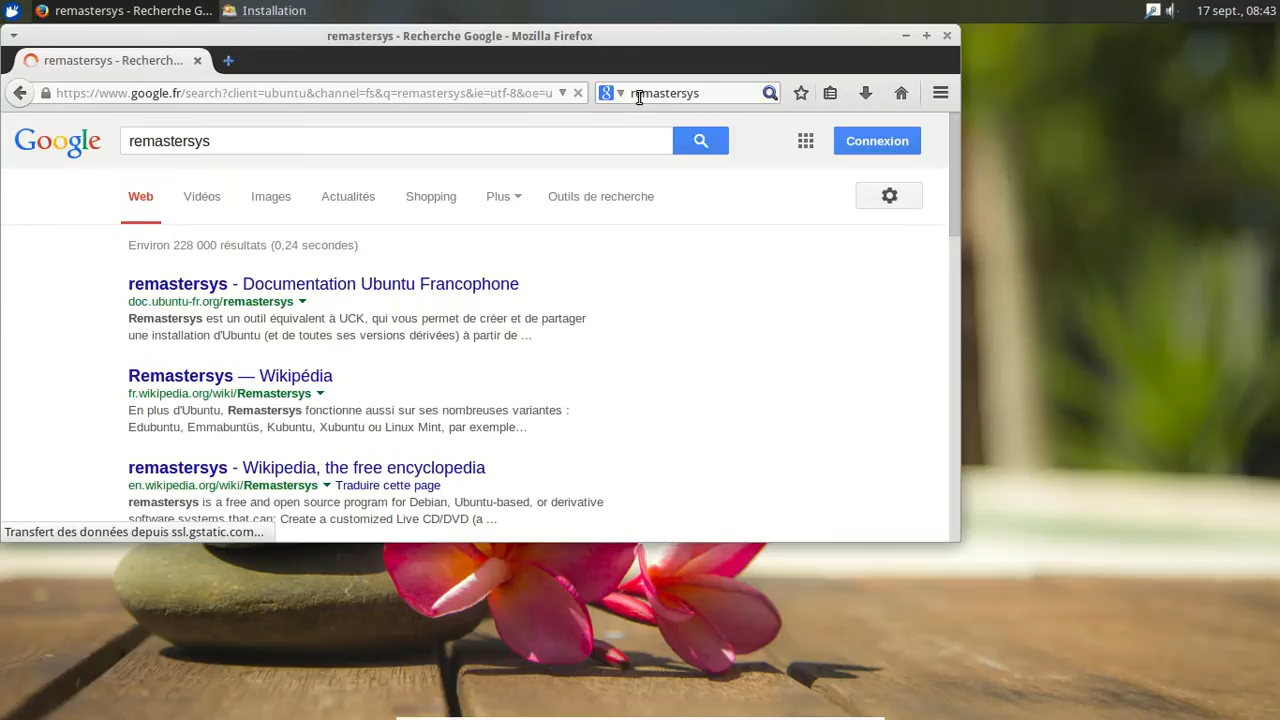 remastersys - Recherche G...
Installation
17 sept., 08:43
remastersys - Recherche Google - Mozilla Firefox
remastersys - Recherch...
https://www.google.fr/search?client=ubuntu&channel=fs&q=remastersys&ie=utf-8&oe=u
remastersys
Google
remastersys
Connexion
Web
Vidéos
Images
Actualités
Shopping
Plus
Outils de recherche
Environ 228 000 résultats (0,24 secondes)
remastersys - Documentation Ubuntu Francophone
doc.ubuntu-fr.org/remastersys
Remastersys est un outil équivalent à UCK, qui vous permet de créer et de partager
une installation d'Ubuntu (et de toutes ses versions dérivées) à partir de ...
Remastersys — Wikipédia
fr.wikipedia.org/wiki/Remastersys
En plus d'Ubuntu, Remastersys fonctionne aussi sur ses nombreuses variantes :
Edubuntu, Emmabuntüs, Kubuntu, Xubuntu ou Linux Mint, par exemple...
remastersys - Wikipedia, the free encyclopedia
en.wikipedia.org/wiki/Remastersys Traduire cette page
remastersys is a free and open source program for Debian, Ubuntu-based, or derivative
software systems that can: Create a customized Live CD/DVD (a ...
Transfert des données depuis ssl.gstatic.com...